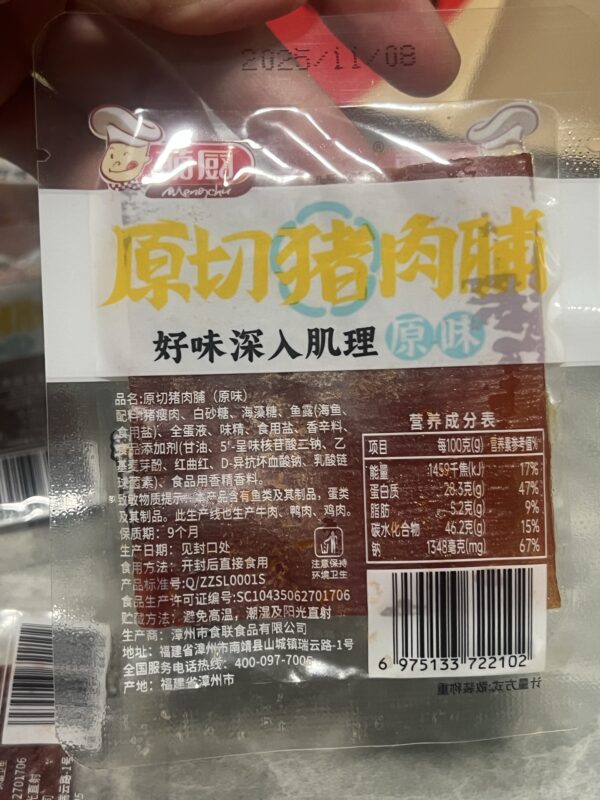 2025/11/08
厨
Mengchu
原切猪肉脯
好味深入肌理
原味
品名:原切猪肉脯（原味）
配料:猪瘦肉、白砂糖、海藻糖、鱼露(海鱼、
食用盐)、全蛋液、味精、食用盐、香辛料、
食品添加剂(甘油、5'-呈味核苷酸二钠、乙
基麦芽酚、红曲红、D-异抗坏血酸钠、乳酸链
球菌素)、食品用香精香料。
致敏物质提示：本产品含有鱼类及其制品，蛋类
及其制品。此生产线也生产牛肉、鸭肉、鸡肉。
保质期：9个月
生产日期：见封口处
食用方法：开封后直接食用
产品标准号:Q/ZZSL0001S
食品生产许可证编号:SC10435062701706
贮藏方法：避免高温，潮湿及阳光直射
生产商：漳州市食联食品有限公司
地址：福建省漳州市南靖县山城镇瑞云路-1号
全国服务电话热线：400-097-7005
产地：福建省漳州市
注意保持
环境卫生
营养成分表
项目 每100克(g) 营养素参考值%
能量 1459千焦(kJ) 17%
蛋白质 28.3克(g) 47%
脂肪 5.2克(g) 9%
碳水化合物 46.2克(g) 15%
钠 1348毫克(mg) 67%
6 975133 722102
计量方式:散装称重
2701706